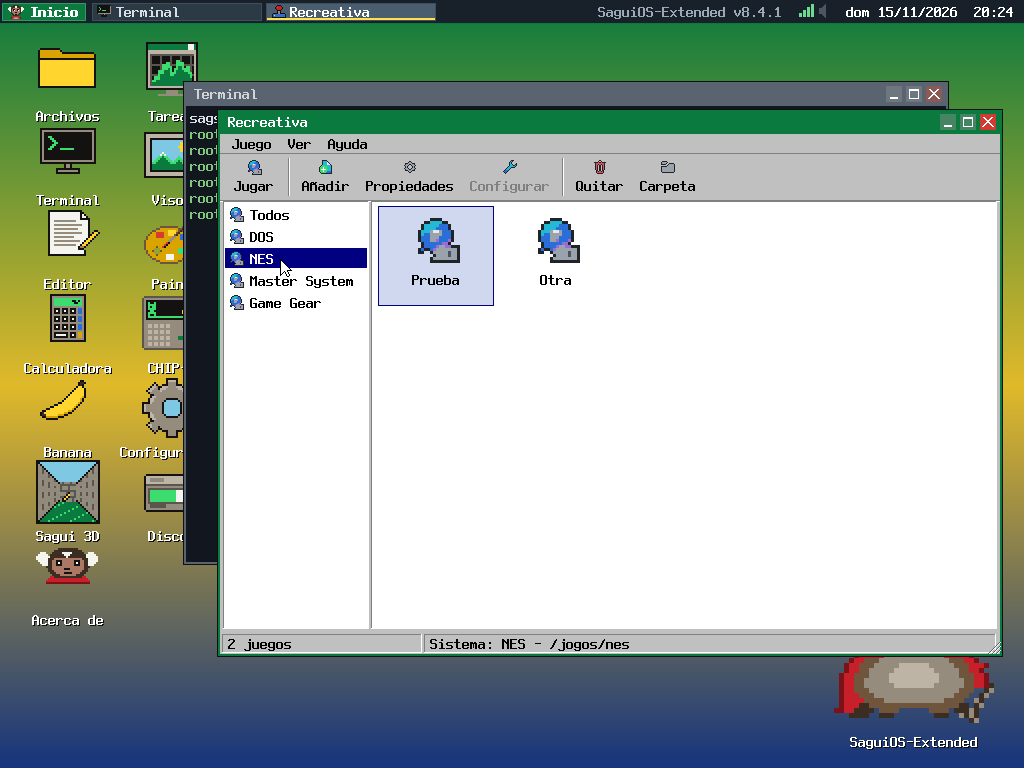 Inicio
Terminal
Recreativa
SaguiOS-Extended v8.4.1
dom 15/11/2026 20:24
Archivos
Terminal
Editor
Calculadora
Banana
Sagui 3D
Acerca de
Terminal
Recreativa
Juego Ver Ayuda
Jugar Añadir Propiedades Configurar Quitar Carpeta
Todos
DOS
NES
Master System
Game Gear
Prueba
Otra
2 juegos
Sistema: NES - /jogos/nes
SaguiOS-Extended